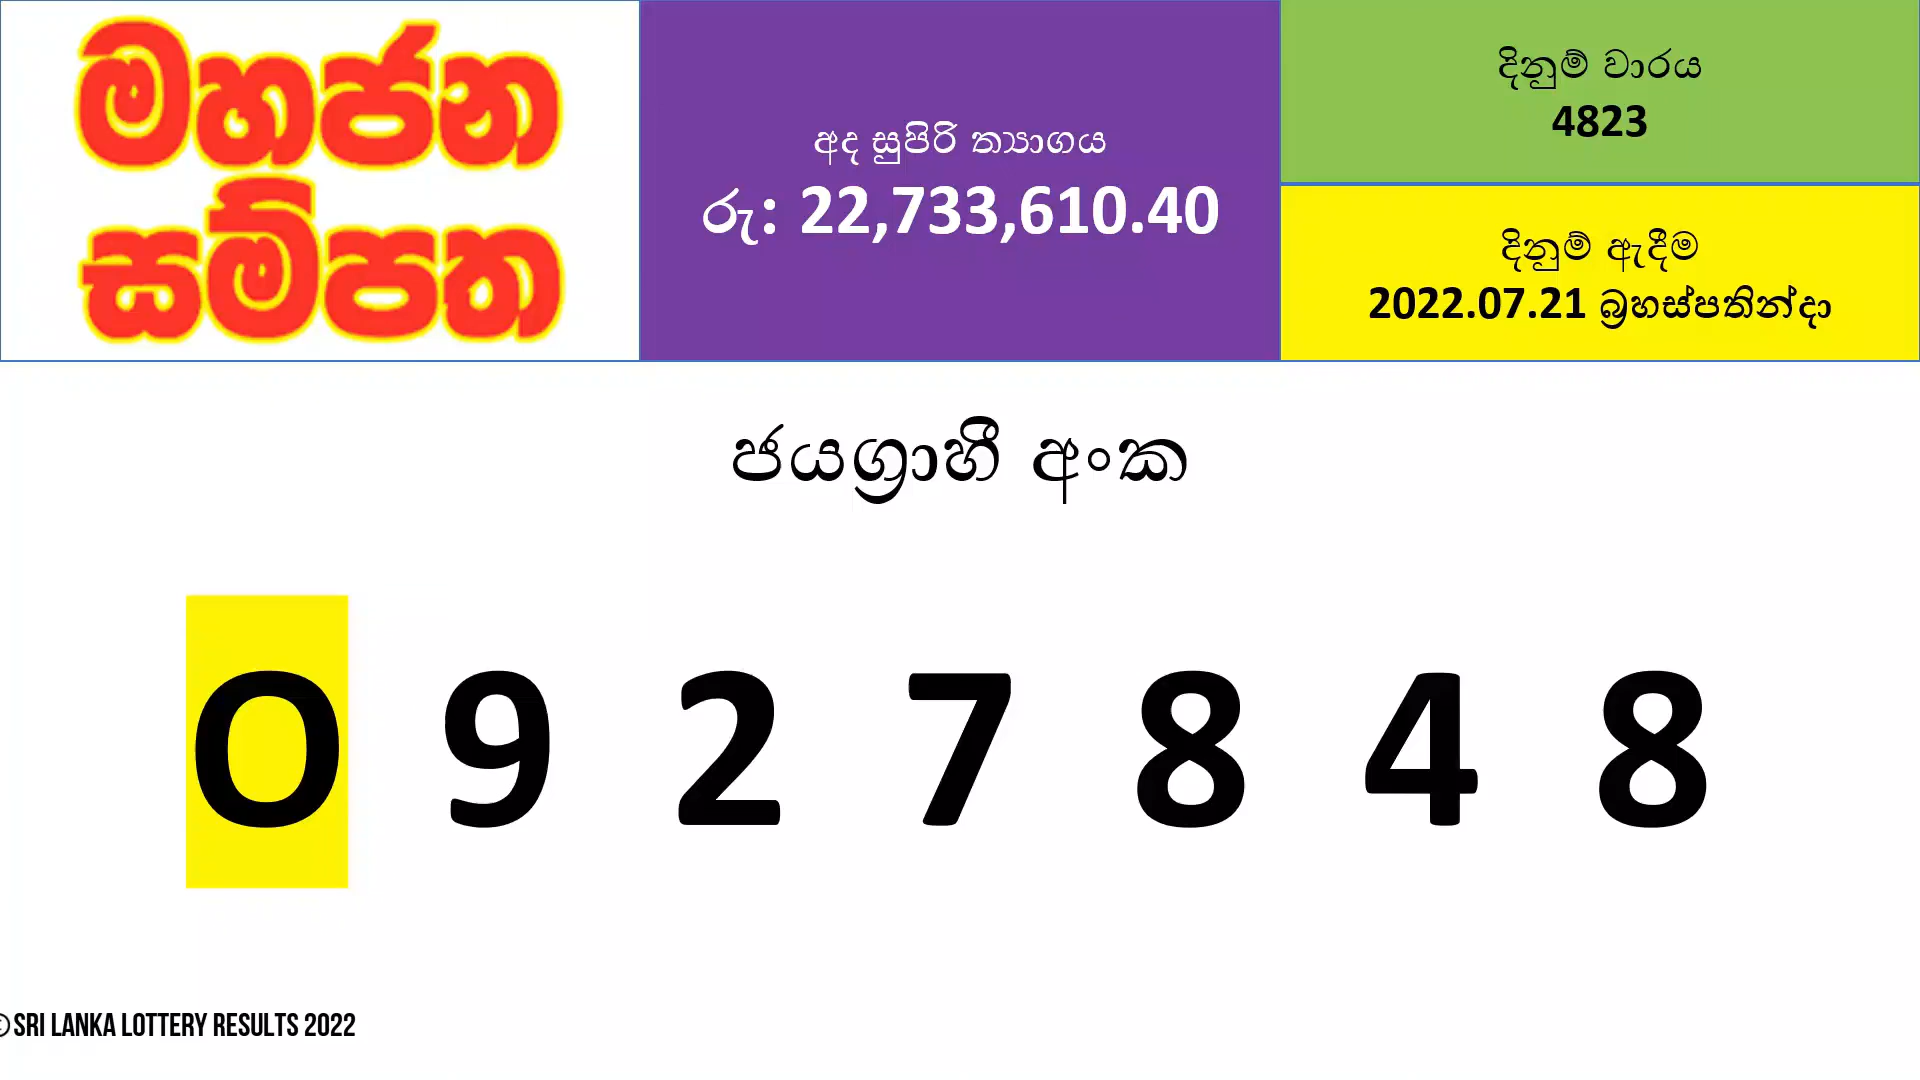 මහජන
සම්පත
අද සුපිරි ත්‍යාගය
රු: 22,733,610.40
දිනුම් වාරය
4823
දිනුම් ඇදීම
2022.07.21 බ්‍රහස්පතින්දා
ජයග්‍රාහී අංක
O 9 2 7 8 4 8
© SRI LANKA LOTTERY RESULTS 2022